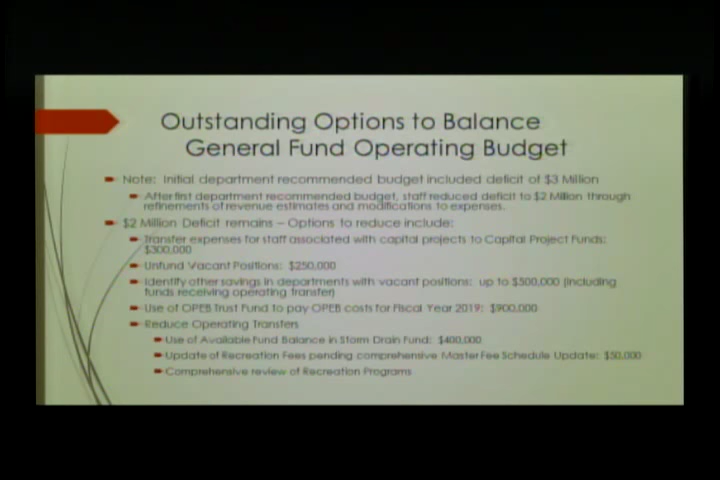 Outstanding Options to Balance
General Fund Operating Budget
Note: Initial department recommended budget included deficit of $3 Million
After first department recommended budget, staff reduced deficit to $2 Million through
refinements of revenue estimates and modifications to expenses.
$2 Million Deficit remains – Options to reduce include:
Transfer expenses for staff associated with capital projects to Capital Project Funds:
$300,000
Unfund Vacant Positions: $250,000
Identify other savings in departments with vacant positions: up to $500,000 (including
funds receiving operating transfer)
Use of OPEB Trust Fund to pay OPEB costs for Fiscal Year 2019: $900,000
Reduce Operating Transfers
Use of Available Fund Balance in Storm Drain Fund: $400,000
Update of Recreation Fees pending comprehensive Master Fee Schedule Update: $50,000
Comprehensive review of Recreation Programs